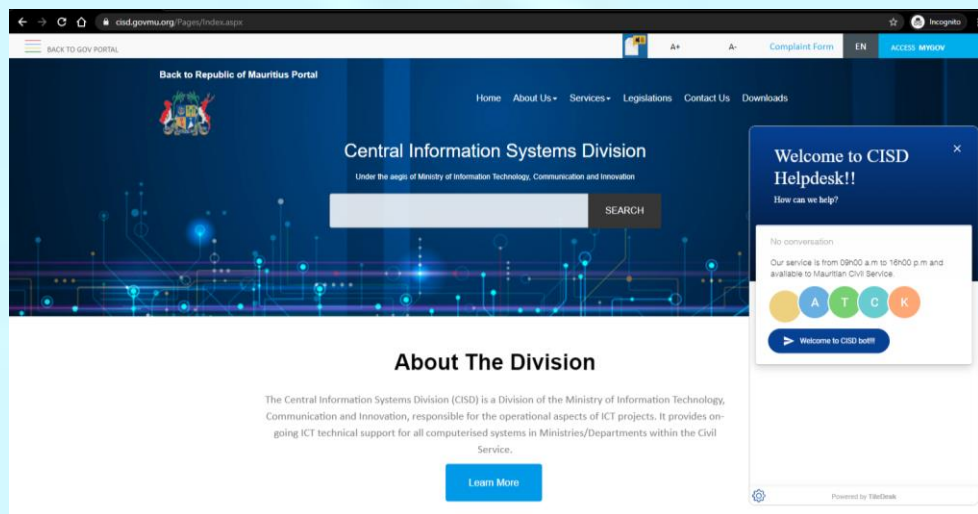 cisd.govmu.org/Pages/Index.aspx
Incognito
BACK TO GOV PORTAL
A+
A-
Complaint Form
EN
ACCESS MYGOV
Back to Republic of Mauritius Portal
Home About Us Services Legislations Contact Us Downloads
Central Information Systems Division
Under the aegis of Ministry of Information Technology, Communication and Innovation
SEARCH
About The Division
The Central Information Systems Division (CISD) is a Division of the Ministry of Information Technology,
Communication and Innovation, responsible for the operational aspects of ICT projects. It provides on-
going ICT technical support for all computerised systems in Ministries/Departments within the Civil
Service.
Learn More
Welcome to CISD
Helpdesk!!
How can we help?
No conversation
Our service is from 09h00 a.m to 16h00 p.m and
available to Mauritian Civil Service.
A T C K
Welcome to CISD bot!!!
Powered by TileDesk